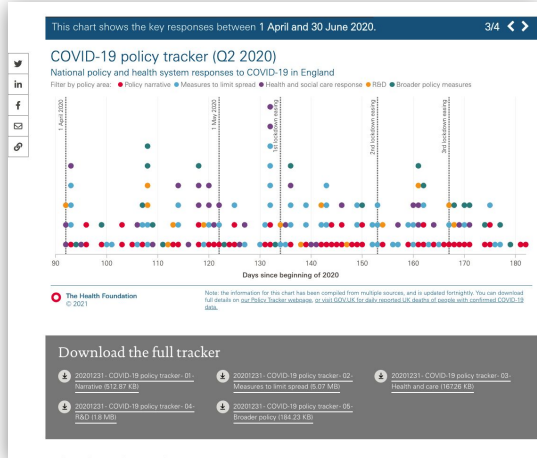 This chart shows the key responses between 1 April and 30 June 2020.
3/4
COVID-19 policy tracker (Q2 2020)
National policy and health system responses to COVID-19 in England
Filter by policy area: Policy narrative Measures to limit spread Health and social care response R&D Broader policy measures
1 April 2020
1 May 2020
1st lockdown easing
2nd lockdown easing
3rd lockdown easing
90 100 110 120 130 140 150 160 170 180
Days since beginning of 2020
The Health Foundation
© 2021
Note: the information for this chart has been compiled from multiple sources, and is updated fortnightly. You can download
full details on our Policy Tracker webpage, or visit GOV.UK for daily reported UK deaths of people with confirmed COVID-19
data.
Download the full tracker
20201231- COVID-19 policy tracker- 01-
Narrative (512.87 KB)
20201231- COVID-19 policy tracker- 02-
Measures to limit spread (5.07 MB)
20201231- COVID-19 policy tracker- 03-
Health and care (167.26 KB)
20201231- COVID-19 policy tracker- 04-
R&D (1.8 MB)
20201231- COVID-19 policy tracker- 05-
Broader policy (184.23 KB)